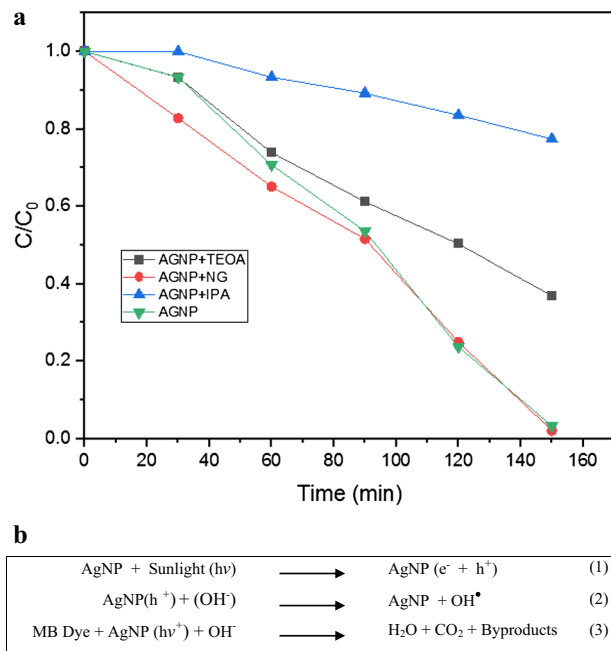 a
1.0
0.8
0.6
0.4
0.2
0.0
C/C₀
AGNP+TEOA
AGNP+NG
AGNP+IPA
AGNP
0 20 40 60 80 100 120 140 160
Time (min)
b
AgNP + Sunlight (hv) ⟶ AgNP (e⁻ + h⁺) (1)
AgNP(h ⁺) + (OH⁻) ⟶ AgNP + OH• (2)
MB Dye + AgNP (hv⁺) + OH⁻ ⟶ H₂O + CO₂ + Byproducts (3)